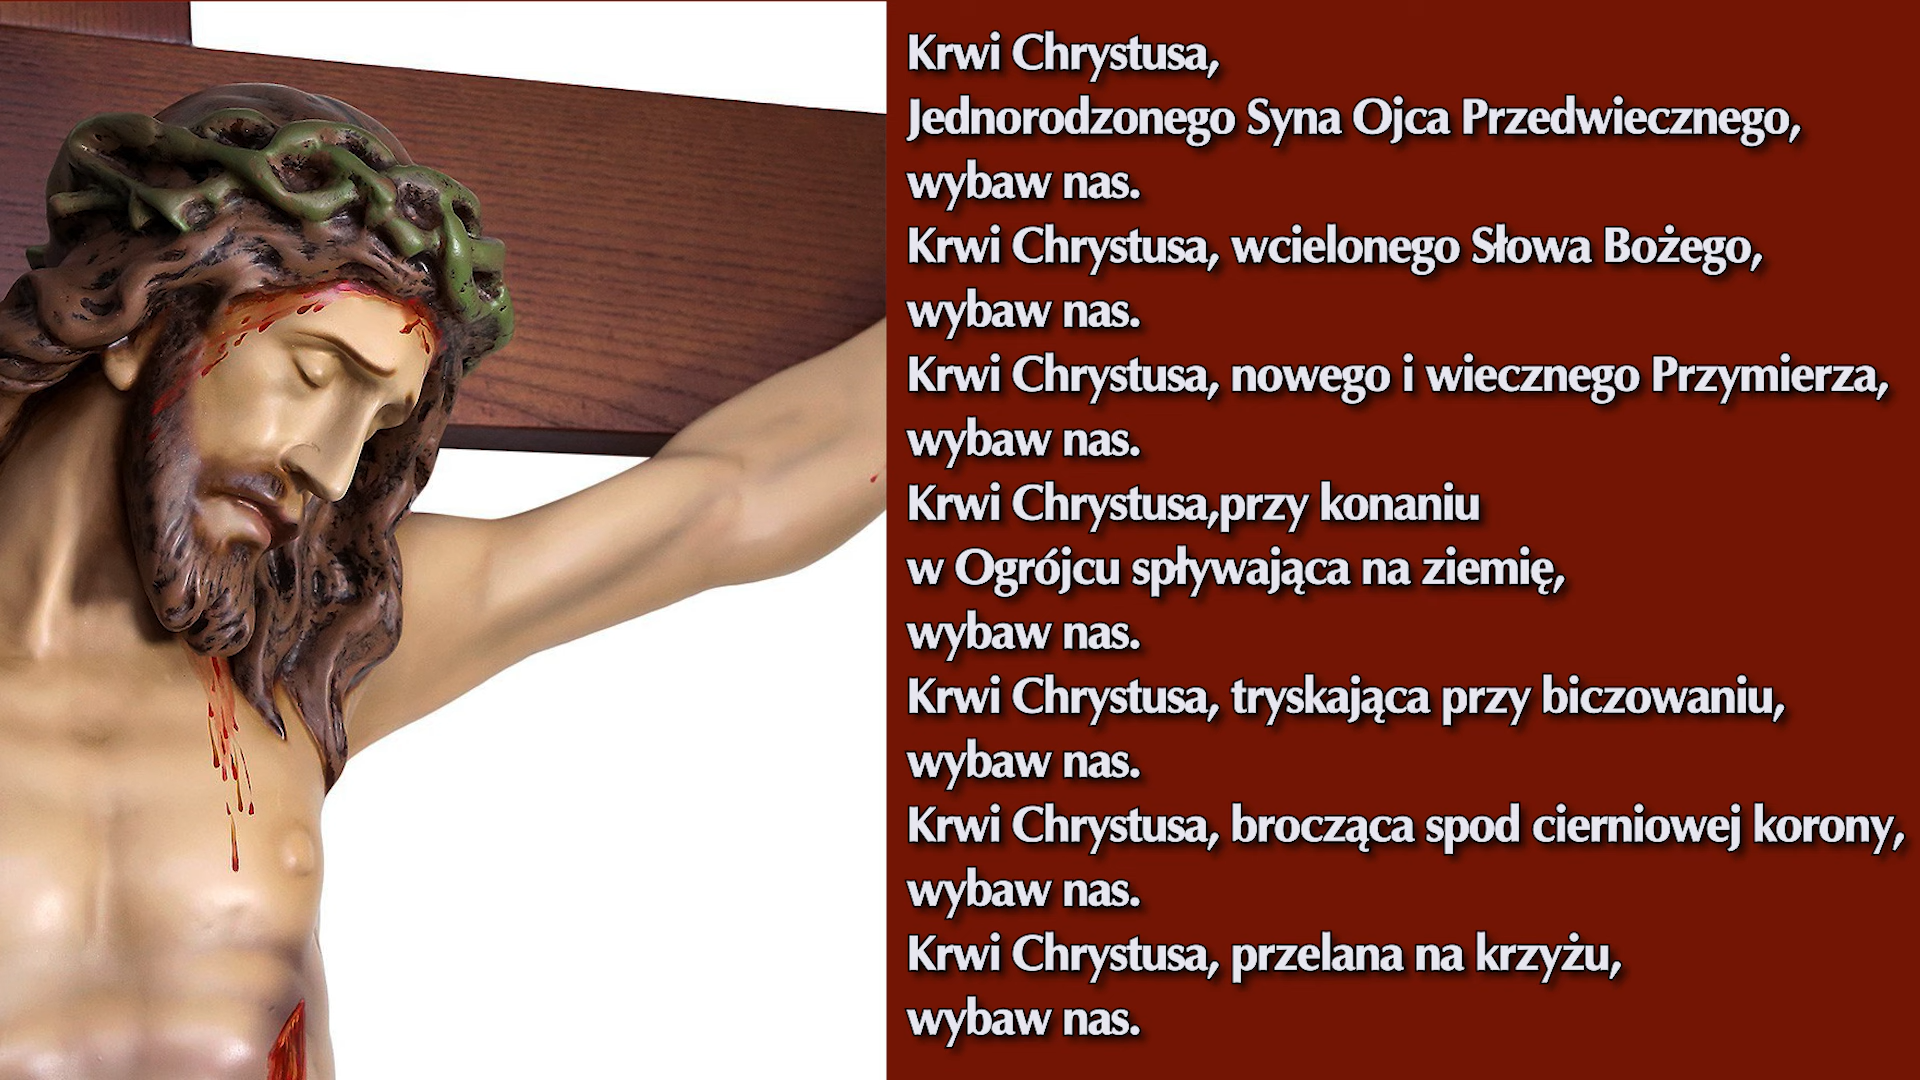 Krwi Chrystusa,
Jednorodzonego Syna Ojca Przedwiecznego,
wybaw nas.
Krwi Chrystusa, wcielonego Słowa Bożego,
wybaw nas.
Krwi Chrystusa, nowego i wiecznego Przymierza,
wybaw nas.
Krwi Chrystusa,przy konaniu
w Ogrójcu spływająca na ziemię,
wybaw nas.
Krwi Chrystusa, tryskająca przy biczowaniu,
wybaw nas.
Krwi Chrystusa, brocząca spod cierniowej korony,
wybaw nas.
Krwi Chrystusa, przelana na krzyżu,
wybaw nas.